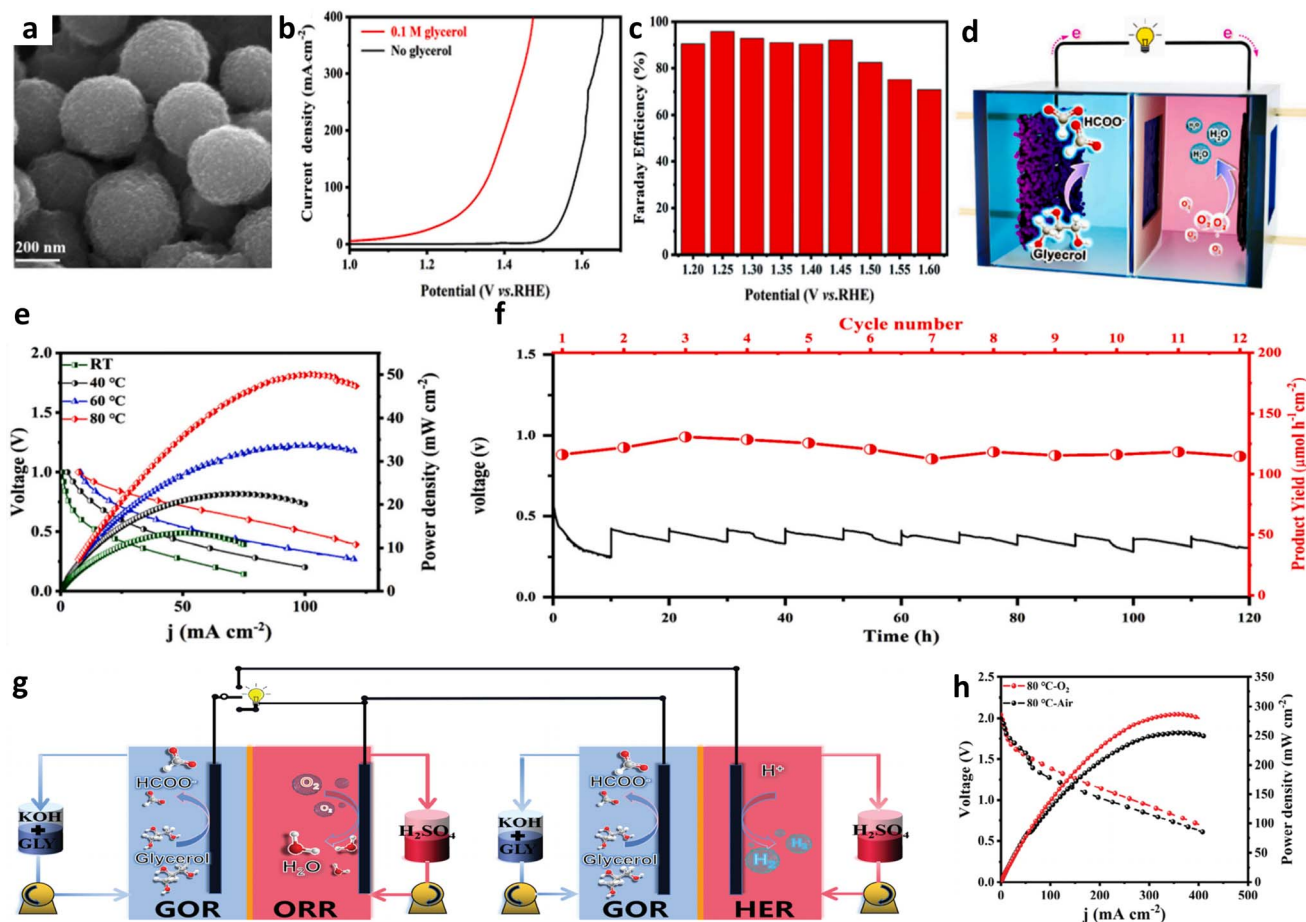 a
200 nm
b
Current density (mA cm⁻²)
400
300
200
100
0
0.1 M glycerol
No glycerol
1.0
1.2
1.4
1.6
Potential (V vs.RHE)
c
Faraday Efficiency (%)
100
80
60
40
20
0
1.20
1.25
1.30
1.35
1.40
1.45
1.50
1.55
1.60
Potential (V vs.RHE)
d
e
e
HCOO⁻
Glyecrol
H₂O
H₂O
H₂O
O₂
O₂
O₂
O₂
e
Voltage (V)
2.0
1.5
1.0
0.5
0.0
RT
40 °C
60 °C
80 °C
0
50
100
j (mA cm⁻²)
50
40
30
20
10
0
Power density (mW cm⁻²)
f
Cycle number
1 2 3 4 5 6 7 8 9 10 11 12
voltage (v)
1.5
1.0
0.5
0.0
0 20 40 60 80 100 120
Time (h)
200
150
100
50
0
Product Yield (μmol h⁻¹cm⁻²)
g
KOH
+
GLY
HCOO⁻
Glycerol
GOR
O₂
O₂
H₂O
ORR
H₂SO₄
KOH
+
GLY
HCOO⁻
Glycerol
GOR
H⁺
H₂
H₂
HER
H₂SO₄
h
Voltage (V)
2.5
2.0
1.5
1.0
0.5
0.0
80 °C-O₂
80 °C-Air
0 100 200 300 400 500
j (mA cm⁻²)
350
300
250
200
150
100
50
0
Power density (mW cm⁻²)